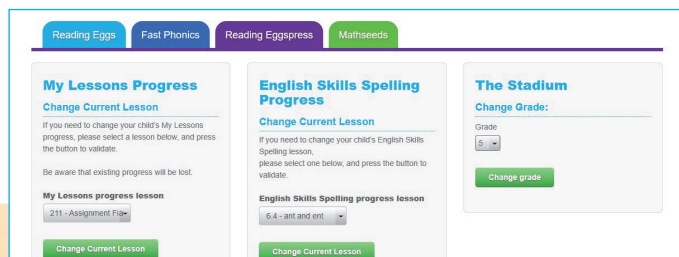 Reading Eggs
Fast Phonics
Reading Eggspress
Mathseeds
My Lessons Progress
Change Current Lesson
If you need to change your child's My Lessons
progress, please select a lesson below, and press
the button to validate.
Be aware that existing progress will be lost.
My Lessons progress lesson
211 - Assignment Fla
Change Current Lesson
English Skills Spelling
Progress
Change Current Lesson
If you need to change your child's English Skills
Spelling lesson,
please select one below, and press the button to
validate.
English Skills Spelling progress lesson
6.4 - ant and ent
Change Current Lesson
The Stadium
Change Grade:
Grade
5
Change grade